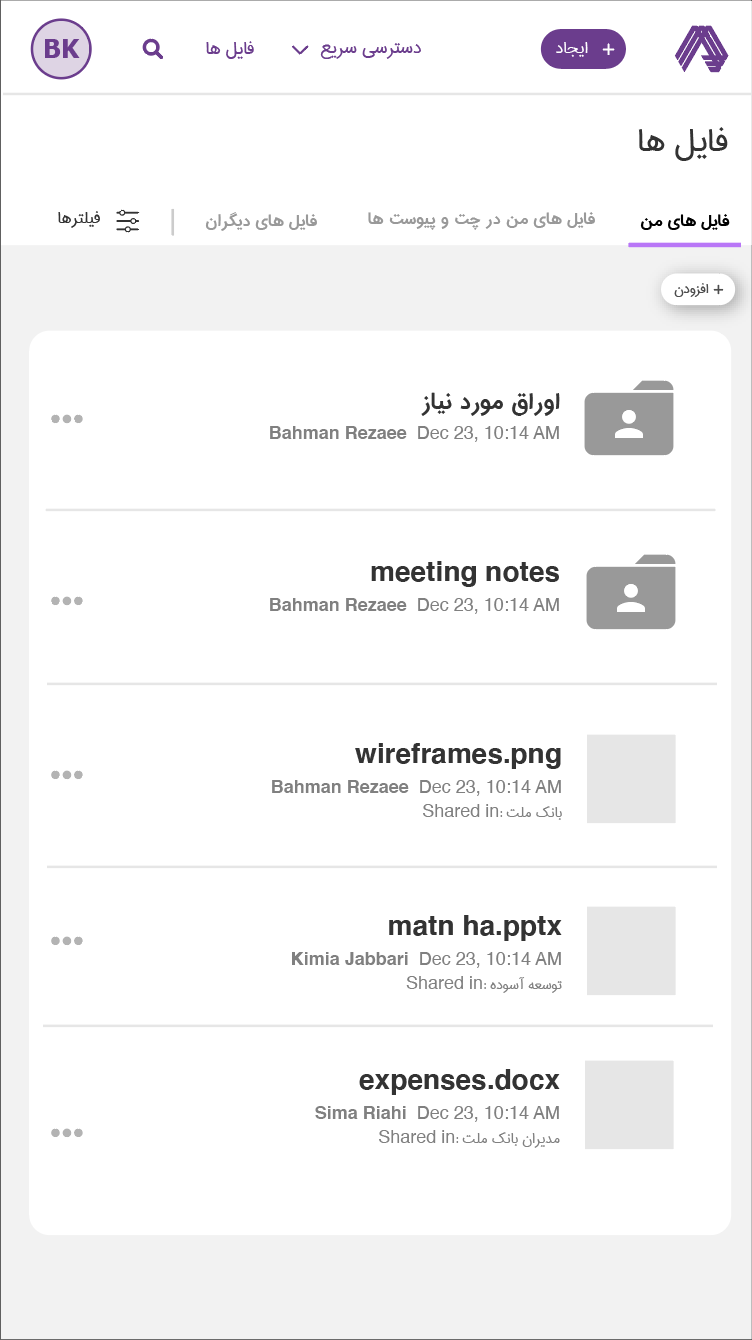 ایجاد +
دسترسی سریع
فایل ها
BK
فایل ها
فایل های من
فایل های من در چت و پیوست ها
فایل های دیگران
فیلترها
+ افزودن
اوراق مورد نیاز
Bahman Rezaee Dec 23, 10:14 AM
meeting notes
Bahman Rezaee Dec 23, 10:14 AM
wireframes.png
Bahman Rezaee Dec 23, 10:14 AM
Shared in: بانک ملت
matn ha.pptx
Kimia Jabbari Dec 23, 10:14 AM
Shared in: توسعه آسوده
expenses.docx
Sima Riahi Dec 23, 10:14 AM
Shared in: مدیران بانک ملت